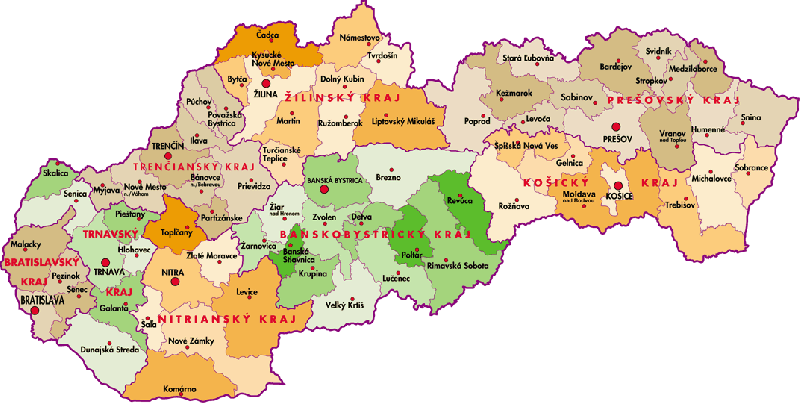 Čadca
Kysucké
Nové Mesto
Námestovo
Tvrdošín
Bytča
ŽILINA
Dolný Kubín
ŽILINSKÝ KRAJ
Martin
Ružomberok
Liptovský Mikuláš
Turčianske
Teplice
Stará Ľubovňa
Kežmarok
Poprad
Levoča
Sabinov
Bardejov
Svidník
Stropkov
Medzilaborce
PREŠOVSKÝ KRAJ
PREŠOV
Vranov
nad Topľou
Humenné
Snina
Púchov
Považská
Bystrica
Ilava
TRENČÍN
TRENČIANSKY KRAJ
Bánovce
n./Bebravou
Prievidza
Nové Mesto
n./Váhom
Myjava
Partizánske
Spišská Nová Ves
Gelnica
KOŠICKÝ KRAJ
Rožňava
Moldava
nad Bodvou
KOŠICE
Trebišov
Michalovce
Sobrance
Skalica
Senica
Piešťany
TRNAVSKÝ
Hlohovec
TRNAVA
KRAJ
Galanta
Dunajská Streda
Malacky
BRATISLAVSKÝ
KRAJ
Pezinok
Senec
BRATISLAVA
Topľčany
Zlaté Moravce
NITRA
Levice
NITRIANSKÝ KRAJ
Šaľa
Nové Zámky
Komárno
BANSKÁ BYSTRICA
Brezno
Žiar
nad Hronom
Zvolen
Detva
BANSKOBYSTRICKÝ KRAJ
Revúca
Žarnovica
Banská
Štiavnica
Krupina
Poltár
Rimavská Sobota
Lučenec
Veľký Krtíš